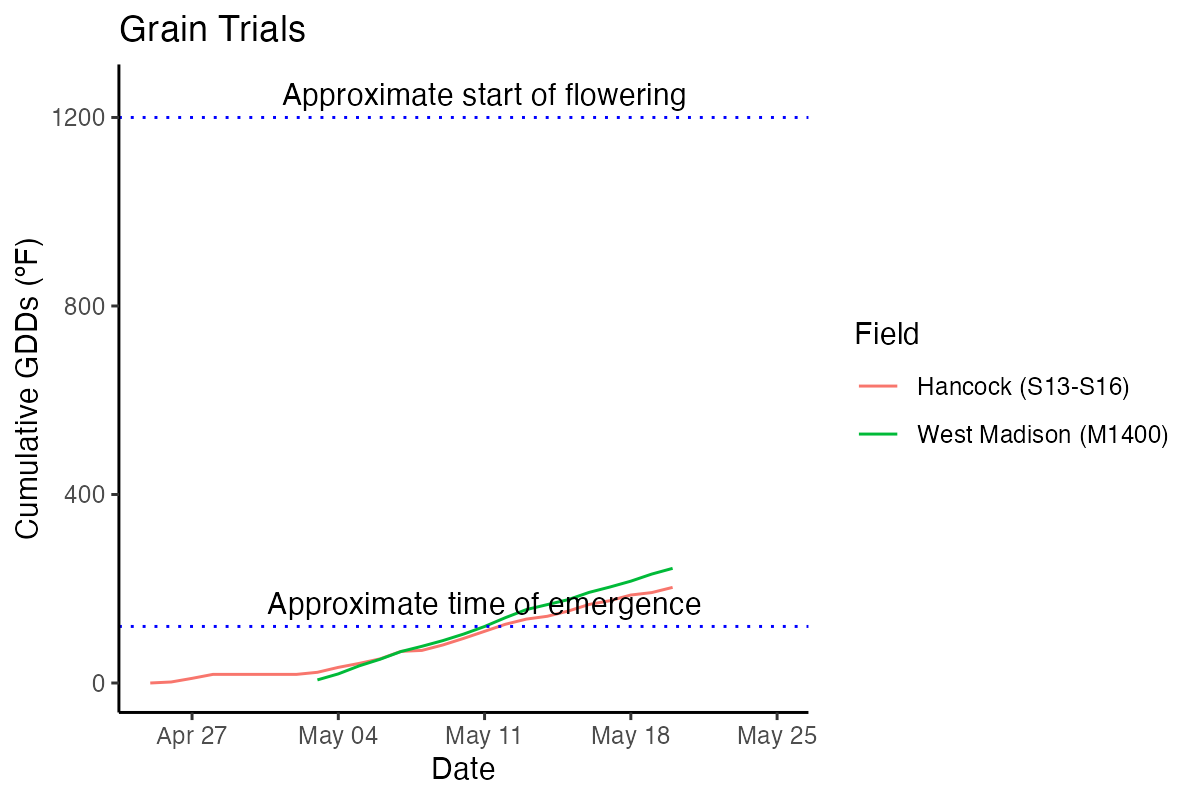 Grain Trials
Approximate start of flowering
1200
800
400
0
Cumulative GDDs (°F)
Approximate time of emergence
Apr 27
May 04
May 11
May 18
May 25
Date
Field
Hancock (S13-S16)
West Madison (M1400)